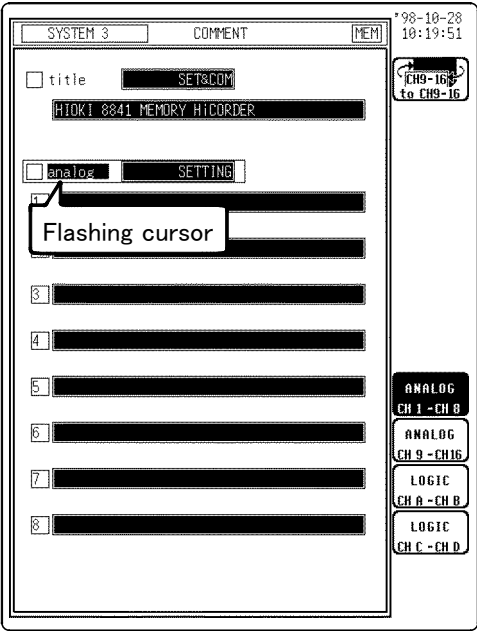 '98-10-28
SYSTEM 3 COMMENT MEM 10:19:51
title SET&COM
HIOKI 8841 MEMORY HiCORDER
CH9-16
to CH9-16
analog SETTING
1
Flashing cursor
3
4
5
6
7
8
ANALOG
CH 1 -CH 8
ANALOG
CH 9 -CH16
LOGIC
CH A -CH B
LOGIC
CH C -CH D